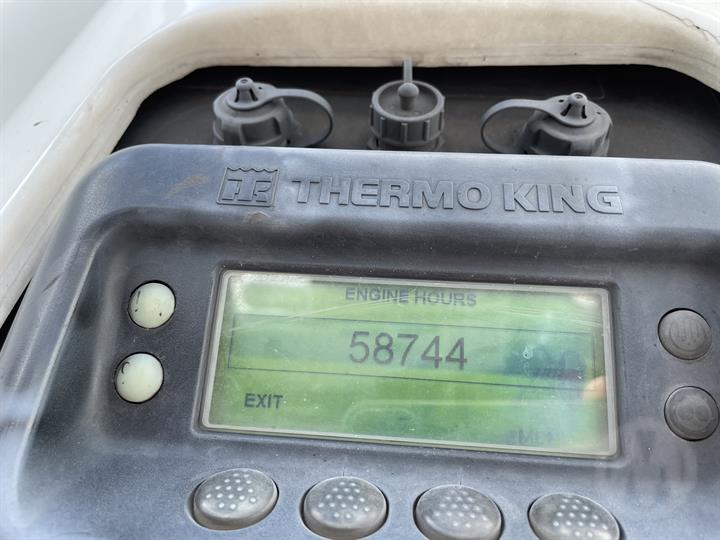 THERMO KING
ENGINE HOURS
58744
EXIT